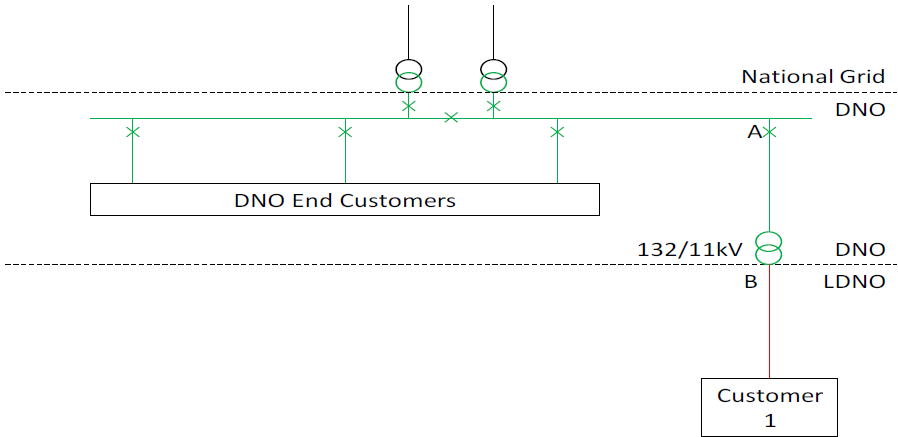 National Grid
DNO
A
DNO End Customers
132/11kV
DNO
B
LDNO
Customer
1